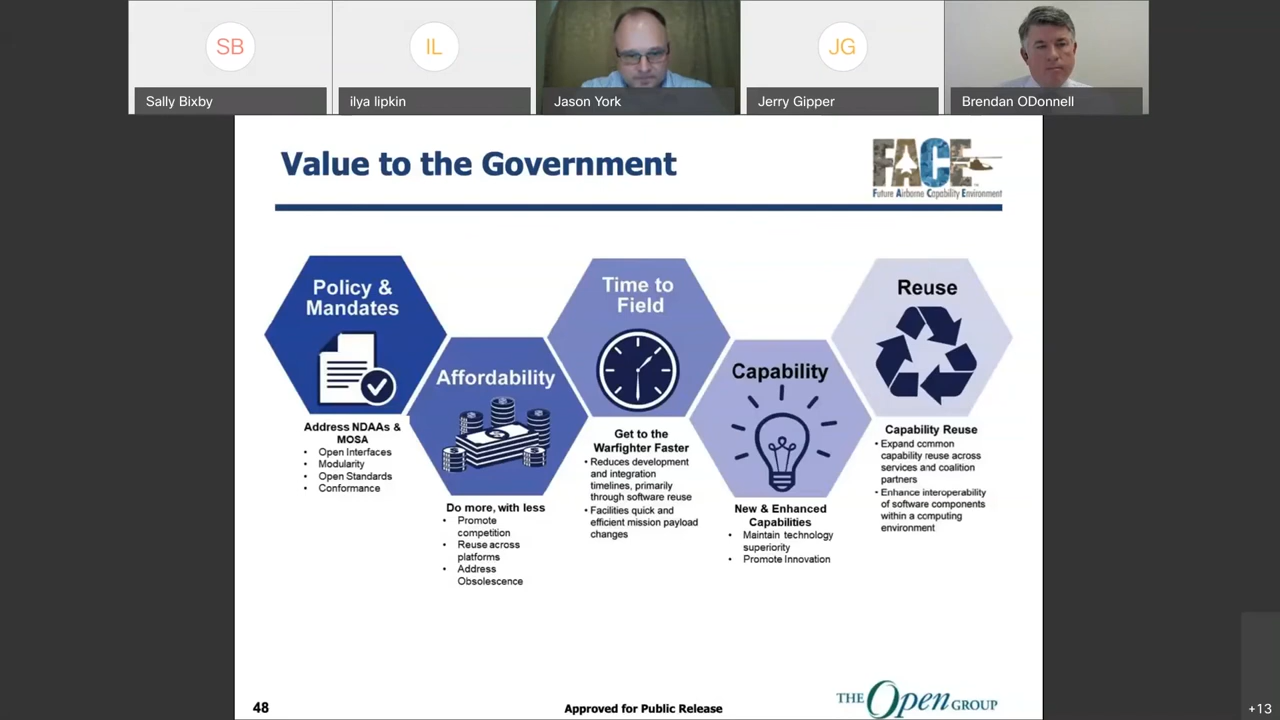 SB
IL
JG
Sally Bixby
ilya lipkin
Jason York
Jerry Gipper
Brendan ODonnell
Value to the Government
FACE
Future Airborne Capability Environment
Policy &
Mandates
Address NDAAs &
MOSA
• Open Interfaces
• Modularity
• Open Standards
• Conformance
Affordability
Do more, with less
• Promote
competition
• Reuse across
platforms
• Address
Obsolescence
Time to
Field
Get to the
Warfighter Faster
• Reduces development
and integration
timelines, primarily
through software reuse
• Facilities quick and
efficient mission payload
changes
Capability
New & Enhanced
Capabilities
• Maintain technology
superiority
• Promote Innovation
Reuse
Capability Reuse
• Expand common
capability reuse across
services and coalition
partners
• Enhance interoperability
of software components
within a computing
environment
48
Approved for Public Release
THE Open GROUP
+13